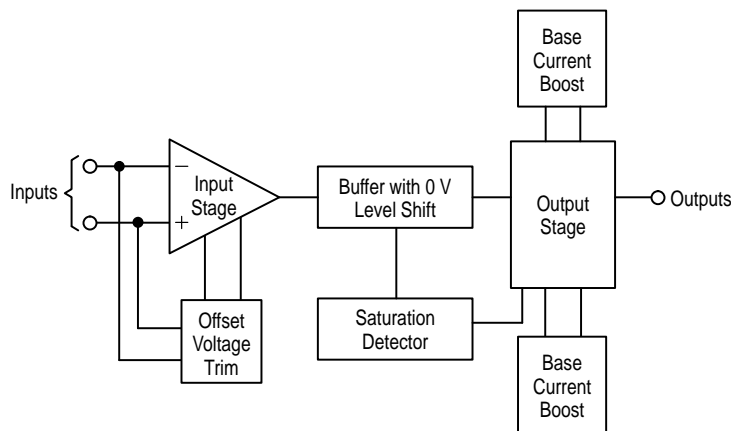 Base
Current
Boost
Inputs
−
+
Input
Stage
Buffer with 0 V
Level Shift
Output
Stage
Outputs
Offset
Voltage
Trim
Saturation
Detector
Base
Current
Boost